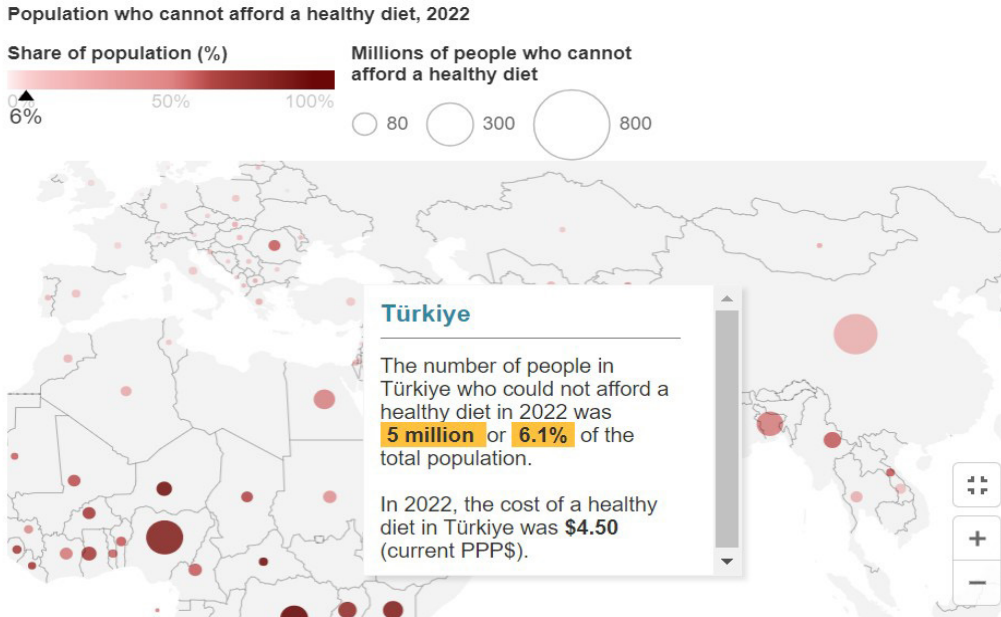 Population who cannot afford a healthy diet, 2022
Share of population (%)
0%
50%
100%
6%
Millions of people who cannot
afford a healthy diet
80
300
800
Türkiye
The number of people in
Türkiye who could not afford a
healthy diet in 2022 was
5 million or 6.1% of the
total population.
In 2022, the cost of a healthy
diet in Türkiye was $4.50
(current PPP$).